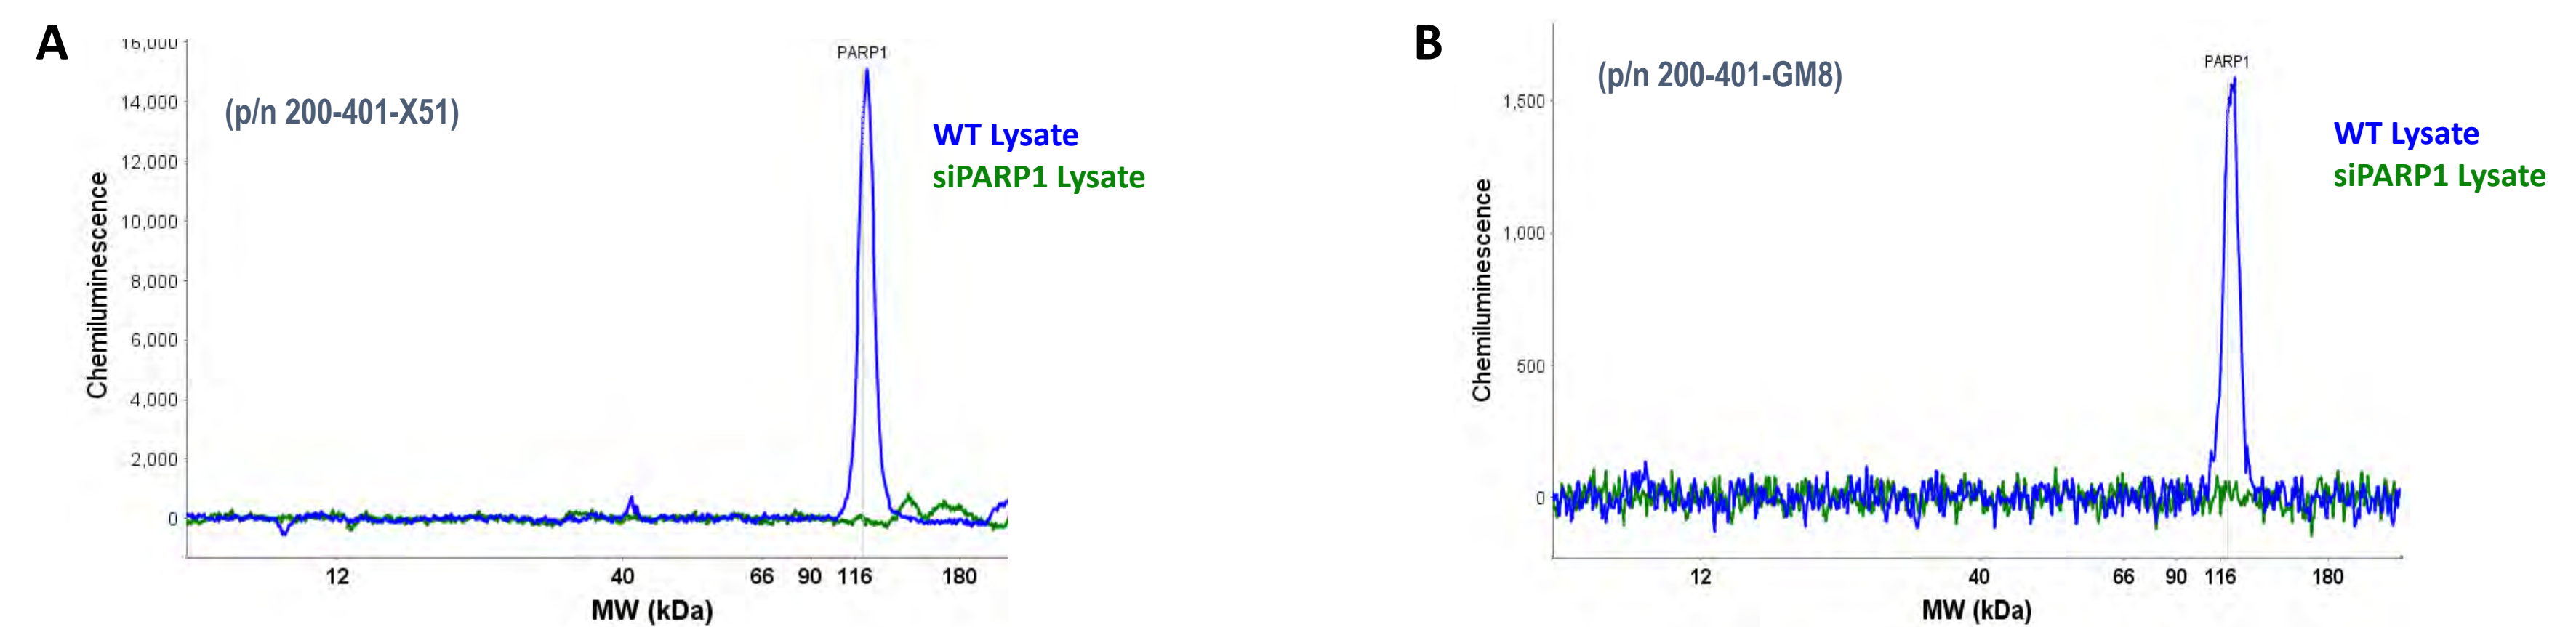 A
B
16,000
PARP1
(p/n 200-401-X51)
14,000
12,000
10,000
8,000
6,000
4,000
2,000
0
Chemiluminescence
WT Lysate
siPARP1 Lysate
12 40 66 90 116 180
MW (kDa)
PARP1
(p/n 200-401-GM8)
1,500
1,000
500
0
Chemiluminescence
WT Lysate
siPARP1 Lysate
12 40 66 90 116 180
MW (kDa)